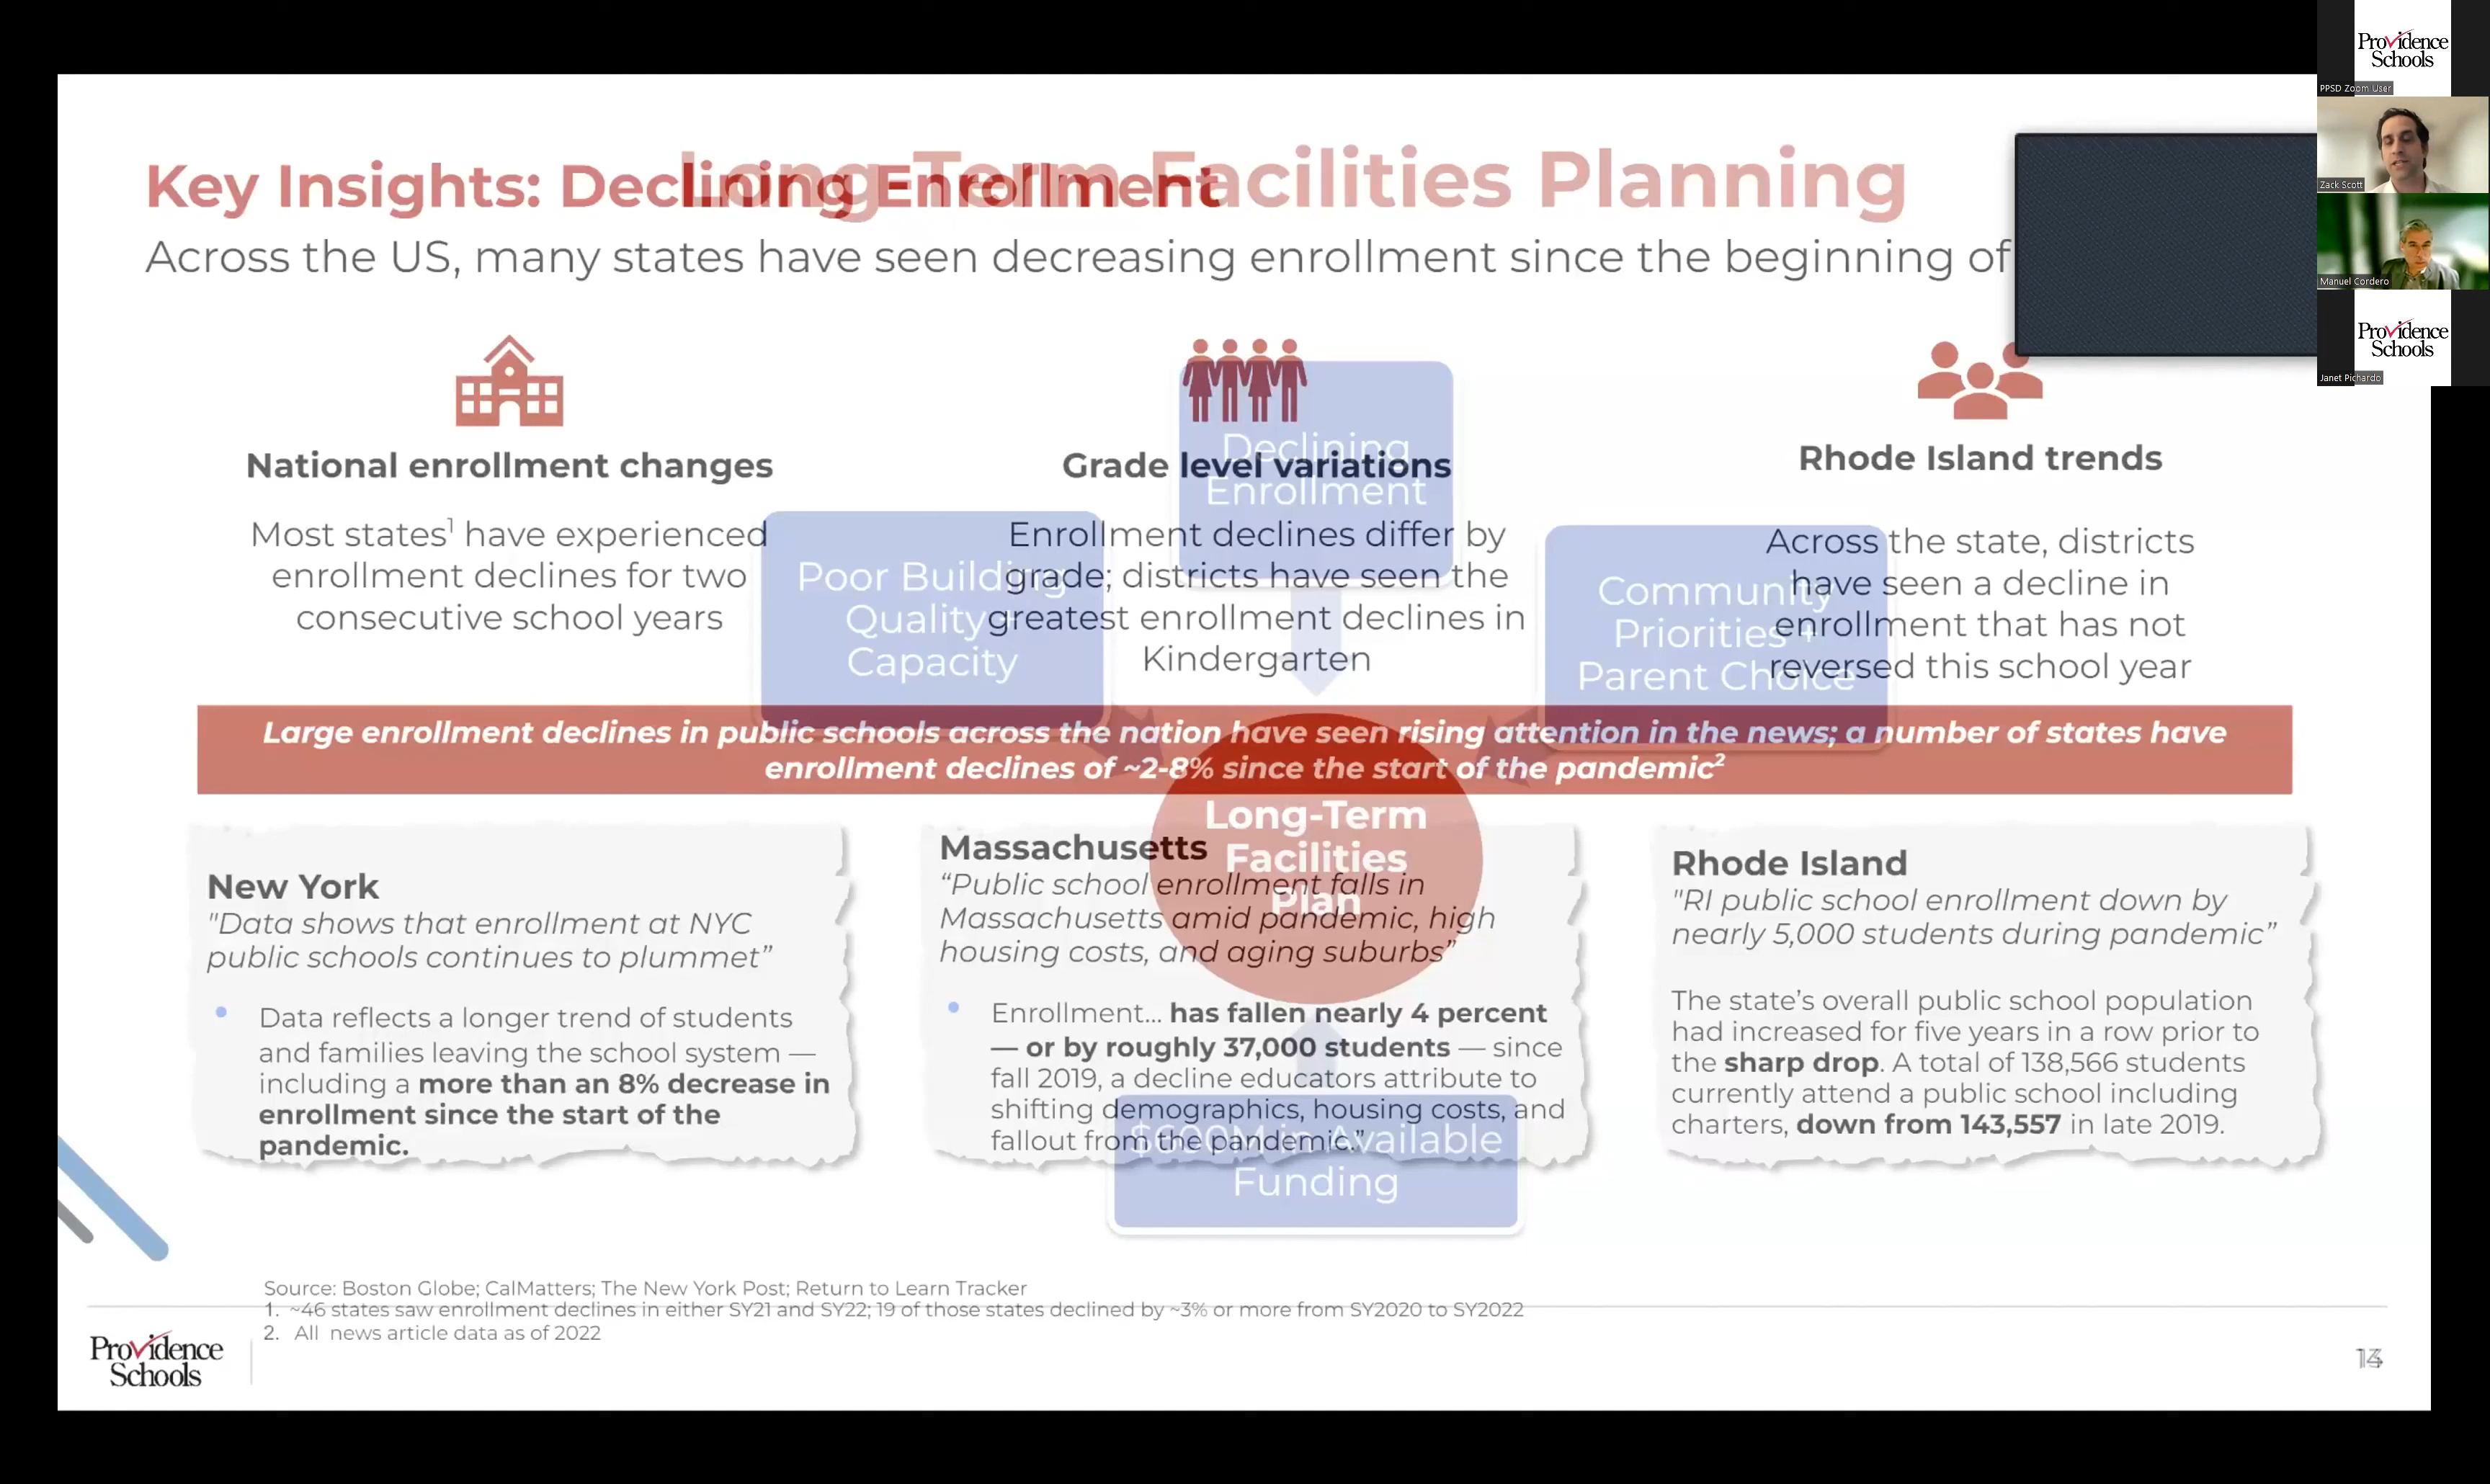 Key Insights: Declining Enrollment
Long-Term Facilities Planning
Across the US, many states have seen decreasing enrollment since the beginning of
National enrollment changes
Most states¹ have experienced
enrollment declines for two
consecutive school years
Grade level variations
Enrollment declines differ by
grade; districts have seen the
greatest enrollment declines in
Kindergarten
Rhode Island trends
Across the state, districts
have seen a decline in
enrollment that has not
reversed this school year
Declining
Enrollment
Poor Building
Quality +
Capacity
Community
Priorities +
Parent Choice
Large enrollment declines in public schools across the nation have seen rising attention in the news; a number of states have
enrollment declines of ~2-8% since the start of the pandemic²
Long-Term
Facilities
Plan
New York
"Data shows that enrollment at NYC
public schools continues to plummet”
• Data reflects a longer trend of students
and families leaving the school system —
including a more than an 8% decrease in
enrollment since the start of the
pandemic.
Massachusetts
“Public school enrollment falls in
Massachusetts amid pandemic, high
housing costs, and aging suburbs”
• Enrollment... has fallen nearly 4 percent
— or by roughly 37,000 students — since
fall 2019, a decline educators attribute to
shifting demographics, housing costs, and
fallout from the pandemic.”
Rhode Island
"RI public school enrollment down by
nearly 5,000 students during pandemic”
The state’s overall public school population
had increased for five years in a row prior to
the sharp drop. A total of 138,566 students
currently attend a public school including
charters, down from 143,557 in late 2019.
$600M in Available
Funding
Source: Boston Globe; CalMatters; The New York Post; Return to Learn Tracker
1. ~46 states saw enrollment declines in either SY21 and SY22; 19 of those states declined by ~3% or more from SY2020 to SY2022
2. All news article data as of 2022
Providence
Schools
Providence
Schools
PPSD Zoom User
Zack Scott
Manuel Cordero
Providence
Schools
Janet Pichardo